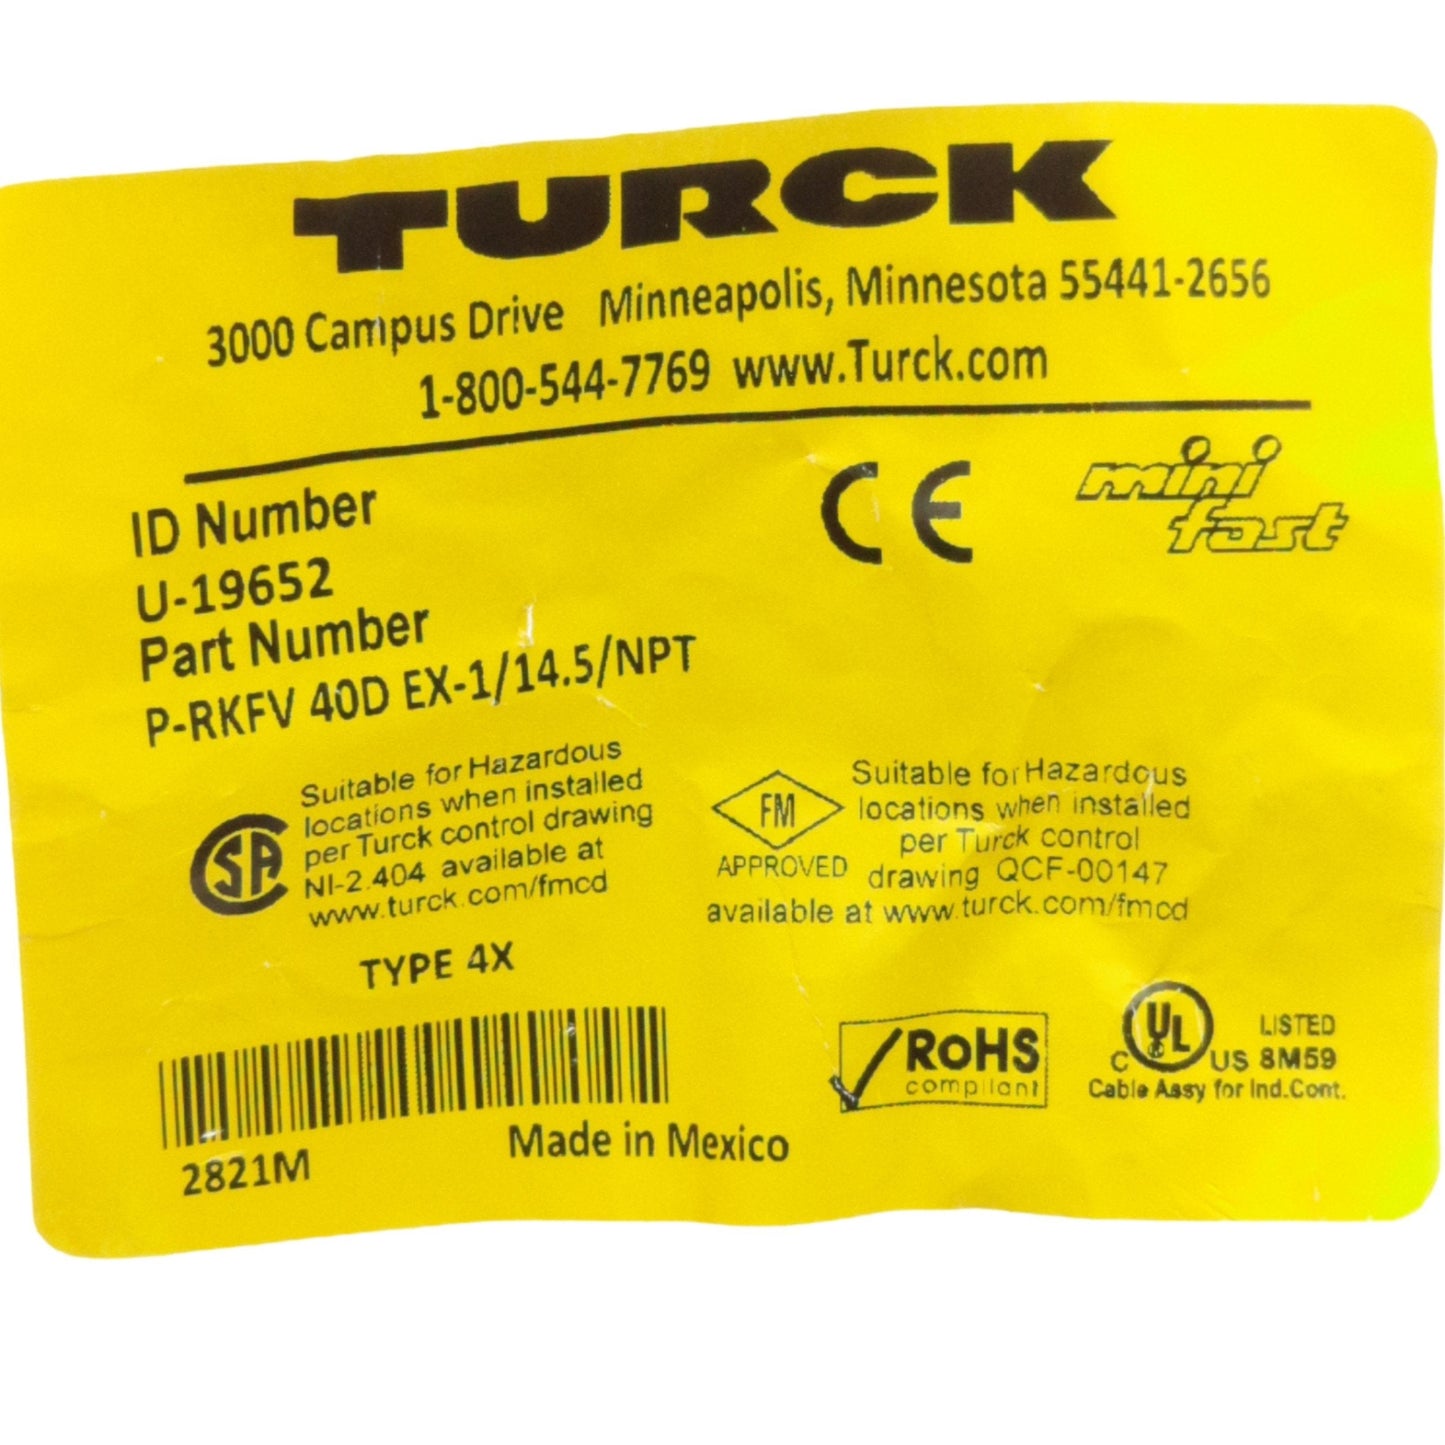 TURCK
3000 Campus Drive Minneapolis, Minnesota 55441-2656
1-800-544-7769 www.Turck.com
CE
mini
fast
ID Number
U-19652
Part Number
P-RKFV 40D EX-1/14.5/NPT
SA
Suitable for Hazardous
locations when installed
per Turck control drawing
NI-2.404 available at
www.turck.com/fmcd
FM
APPROVED
Suitable for Hazardous
locations when installed
per Turck control
drawing QCF-00147
available at www.turck.com/fmcd
TYPE 4X
2821M
Made in Mexico
RoHS
compliant
C UL US LISTED
8M59
Cable Assy for Ind.Cont.